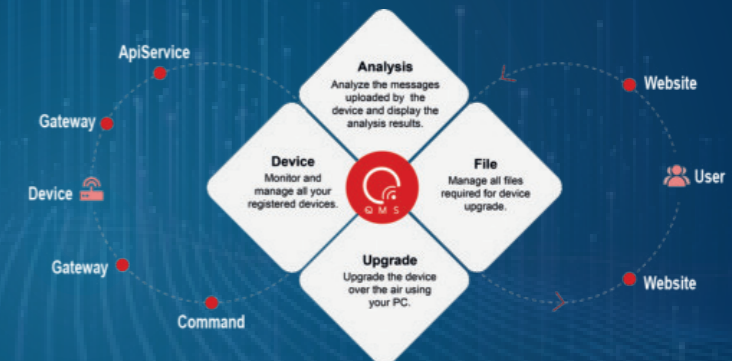 ApiService
Gateway
Device
Gateway
Command
Analysis
Analyze the messages
uploaded by the
device and display the
analysis results.
Device
Monitor and
manage all your
registered devices.
QMS
File
Manage all files
required for device
upgrade.
Upgrade
Upgrade the device
over the air using
your PC.
Website
User
Website